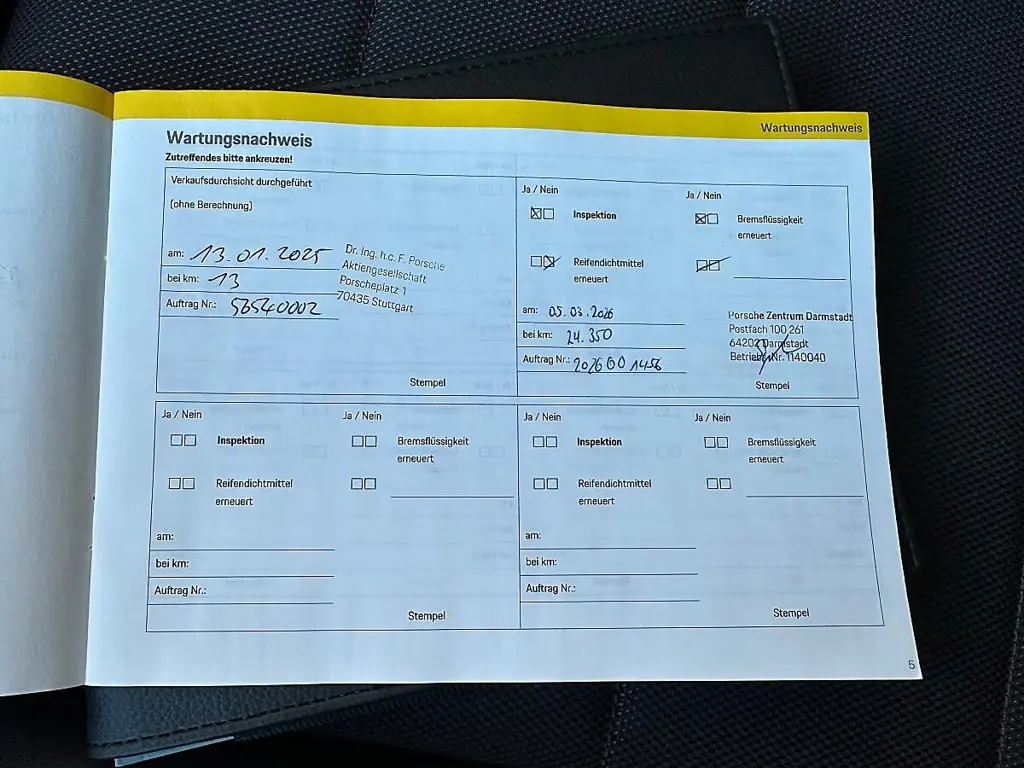 Wartungsnachweis
Wartungsnachweis
Zutreffendes bitte ankreuzen!
Verkaufsdurchsicht durchgeführt
(ohne Berechnung)
am: 13.01.2025
bei km: 13
Auftrag Nr.: 56540002
Dr. Ing. h.c. F. Porsche
Aktiengesellschaft
Porscheplatz 1
70435 Stuttgart
Stempel
Ja / Nein
Inspektion
Ja / Nein
Bremsflüssigkeit
erneuert
Reifendichtmittel
erneuert
am: 05.03.2026
bei km: 24.350
Auftrag Nr.: 202600 1456
Porsche Zentrum Darmstadt
Postfach 100 261
64202 Darmstadt
Betriebs Nr. 1140040
Stempel
Ja / Nein
Inspektion
Ja / Nein
Bremsflüssigkeit
erneuert
Reifendichtmittel
erneuert
am:
bei km:
Auftrag Nr.:
Stempel
Ja / Nein
Inspektion
Ja / Nein
Bremsflüssigkeit
erneuert
Reifendichtmittel
erneuert
am:
bei km:
Auftrag Nr.:
Stempel
5